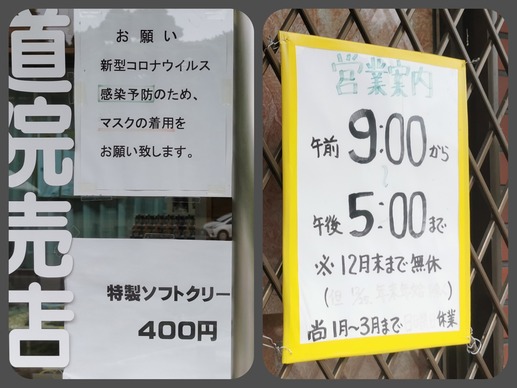 直売店
お願い
新型コロナウイルス
感染予防のため、
マスクの着用を
お願い致します。
特製ソフトクリー
400円
営業案内
午前9:00から
〜
午後5:00まで
※12月末まで無休
尚1月〜3月まで 休業